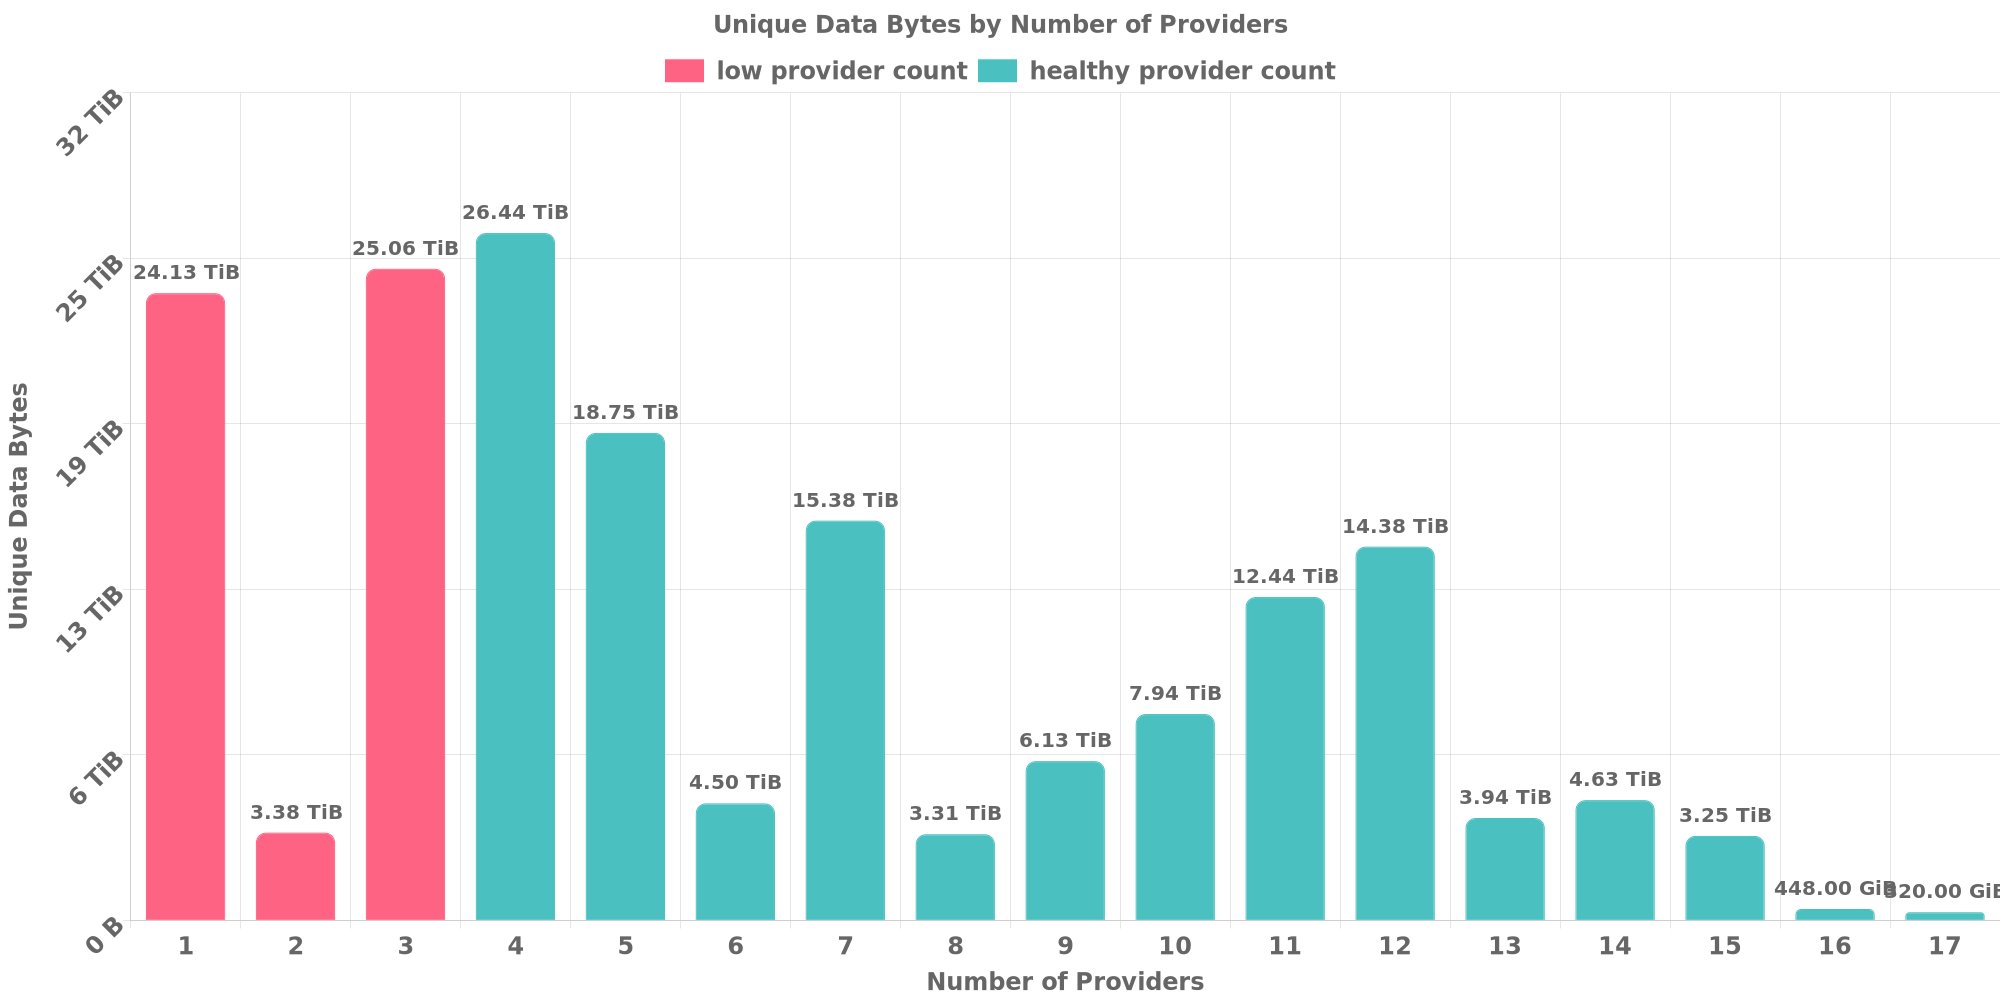 Unique Data Bytes by Number of Providers
low provider count healthy provider count
32 TiB
25 TiB
19 TiB
13 TiB
6 TiB
0 B
Unique Data Bytes
24.13 TiB
3.38 TiB
25.06 TiB
26.44 TiB
18.75 TiB
4.50 TiB
15.38 TiB
3.31 TiB
6.13 TiB
7.94 TiB
12.44 TiB
14.38 TiB
3.94 TiB
4.63 TiB
3.25 TiB
448.00 GiB
320.00 GiB
1 2 3 4 5 6 7 8 9 10 11 12 13 14 15 16 17
Number of Providers